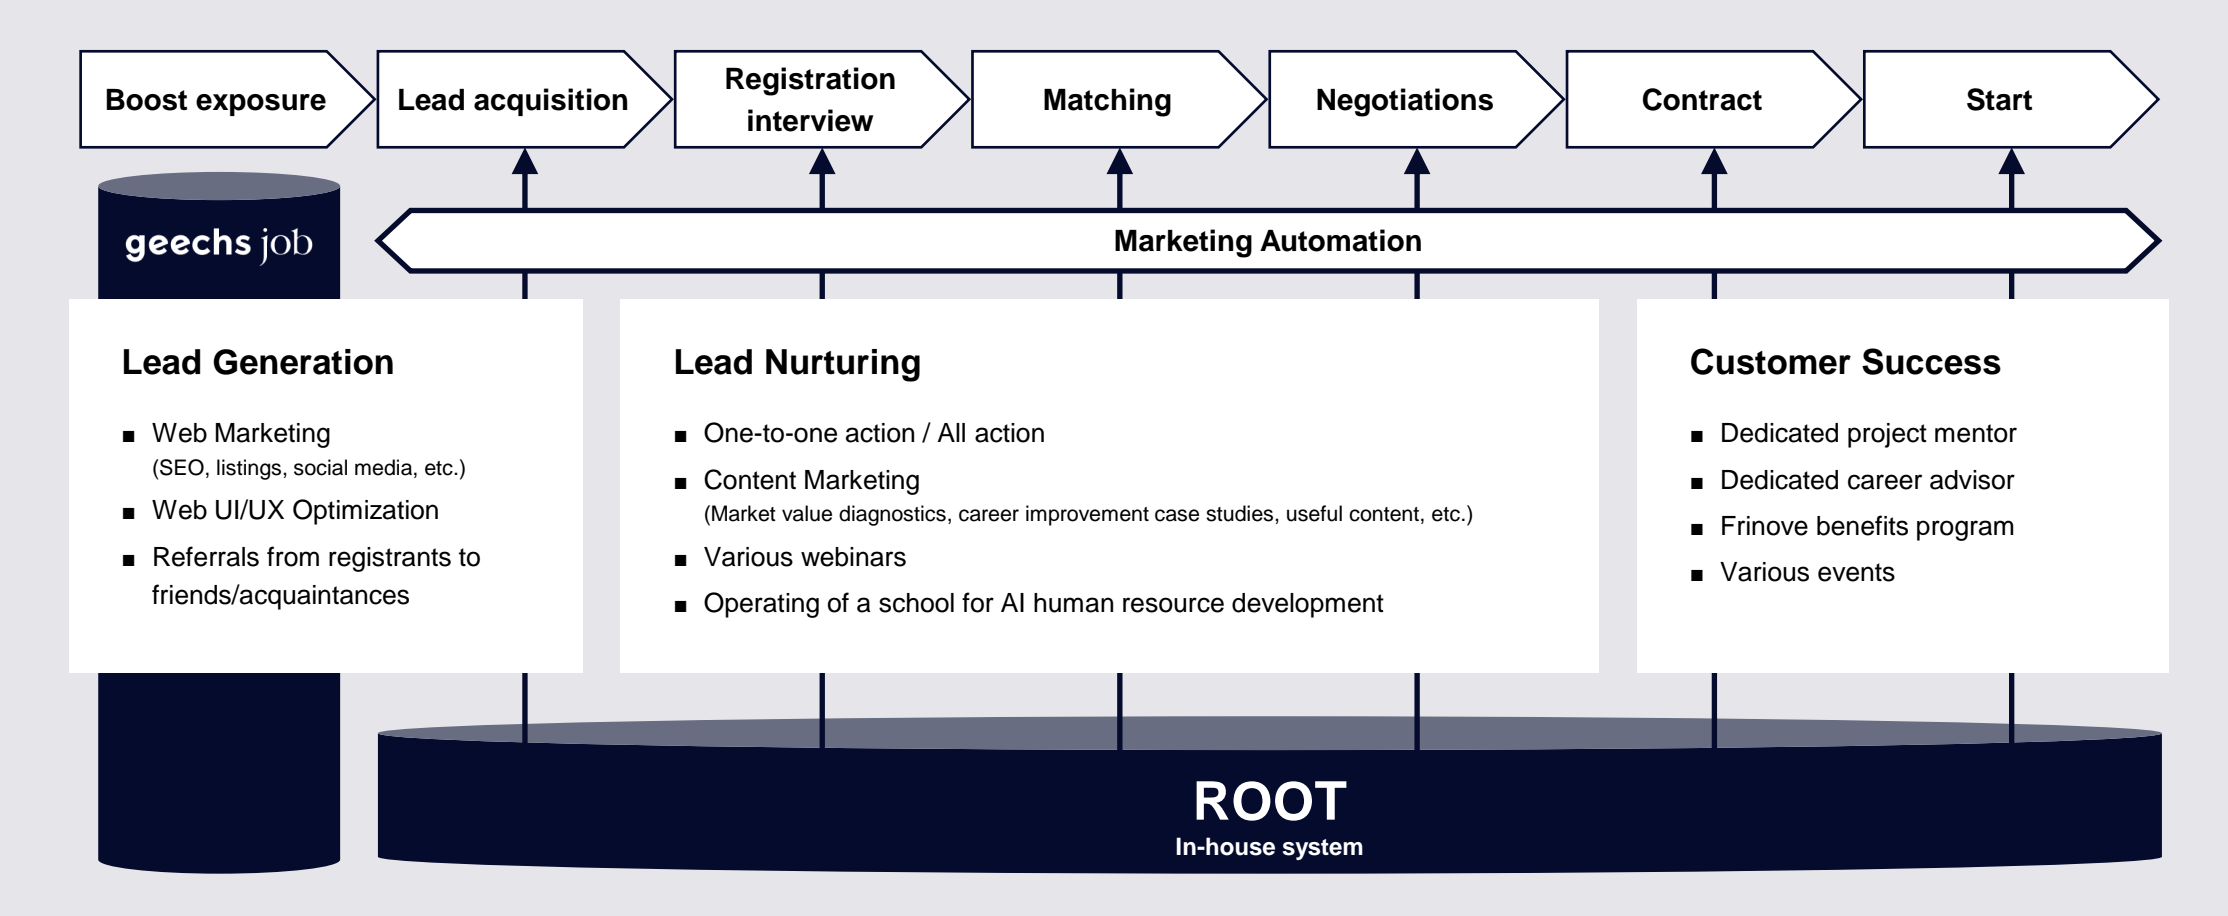 Boost exposure
Lead acquisition
Registration
interview
Matching
Negotiations
Contract
Start
geechs job
Marketing Automation
Lead Generation
■ Web Marketing
(SEO, listings, social media, etc.)
■ Web UI/UX Optimization
■ Referrals from registrants to
friends/acquaintances
Lead Nurturing
■ One-to-one action / All action
■ Content Marketing
(Market value diagnostics, career improvement case studies, useful content, etc.)
■ Various webinars
■ Operating of a school for AI human resource development
Customer Success
■ Dedicated project mentor
■ Dedicated career advisor
■ Frinove benefits program
■ Various events
ROOT
In-house system